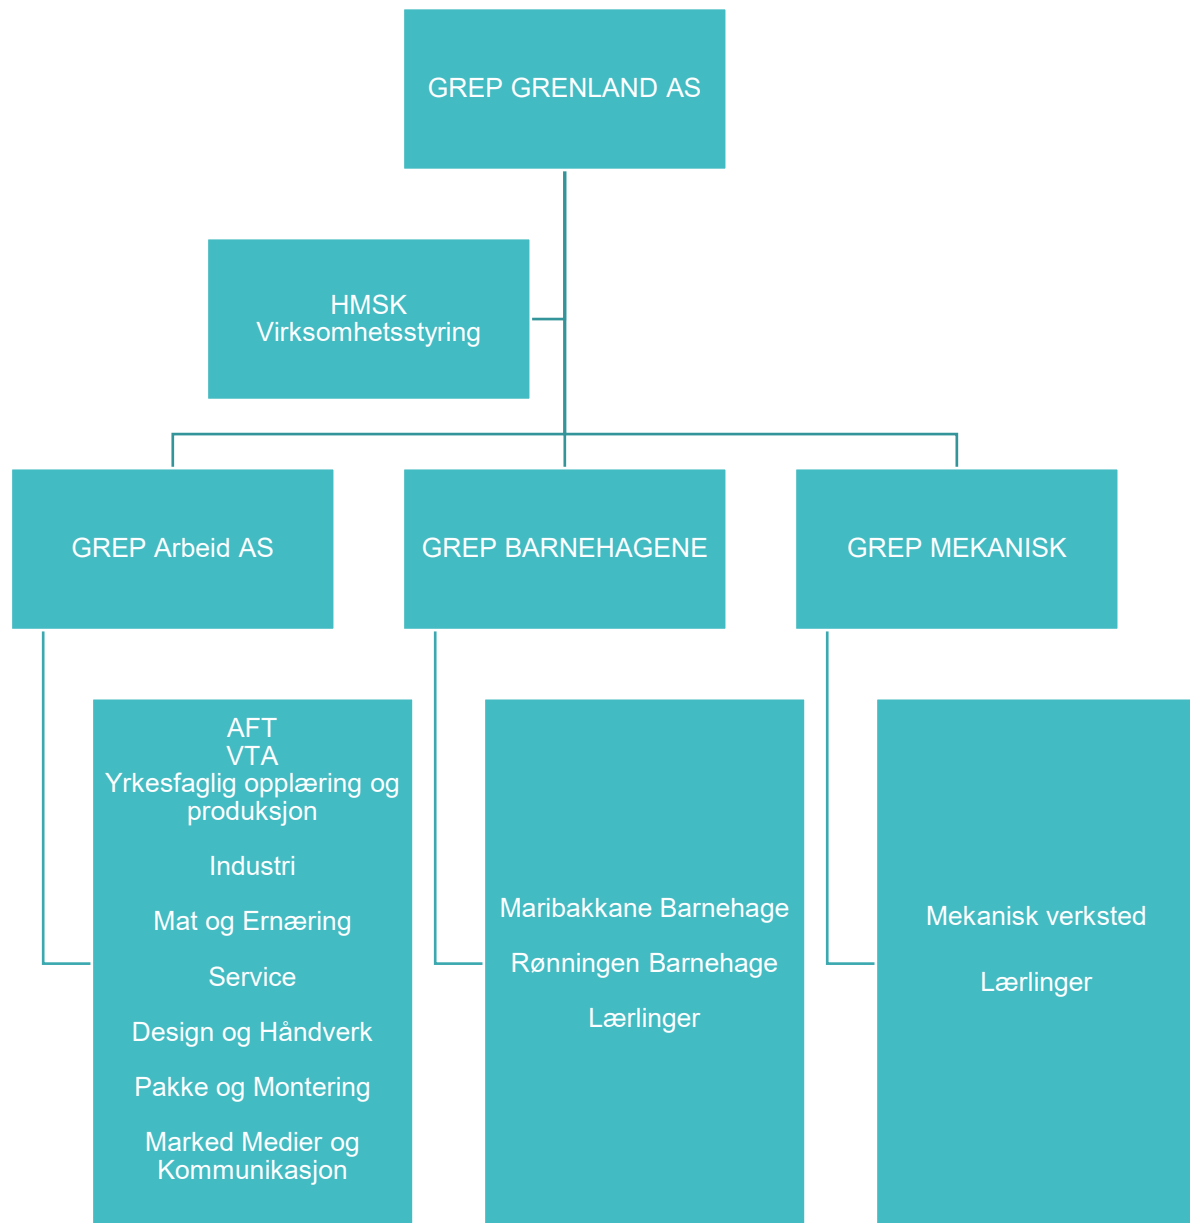 GREP GRENLAND AS
HMSK
Virksomhetsstyring
GREP Arbeid AS
GREP BARNEHAGENE
GREP MEKANISK
AFT
VTA
Yrkesfaglig opplæring og
produksjon
Industri
Mat og Ernæring
Service
Design og Håndverk
Pakke og Montering
Marked Medier og
Kommunikasjon
Maribakkane Barnehage
Rønningen Barnehage
Lærlinger
Mekanisk verksted
Lærlinger